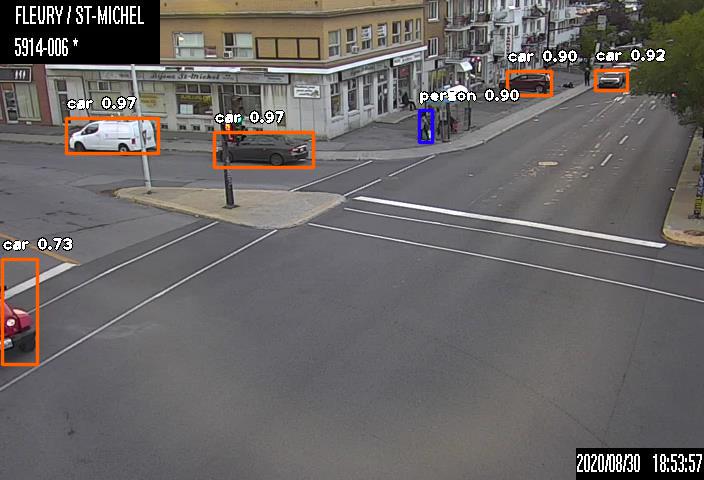 FLEURY / ST-MICHEL
5914-006 *
car 0.90
car 0.92
person 0.90
car 0.97
car 0.97
car 0.73
2020/08/30 18:53:57